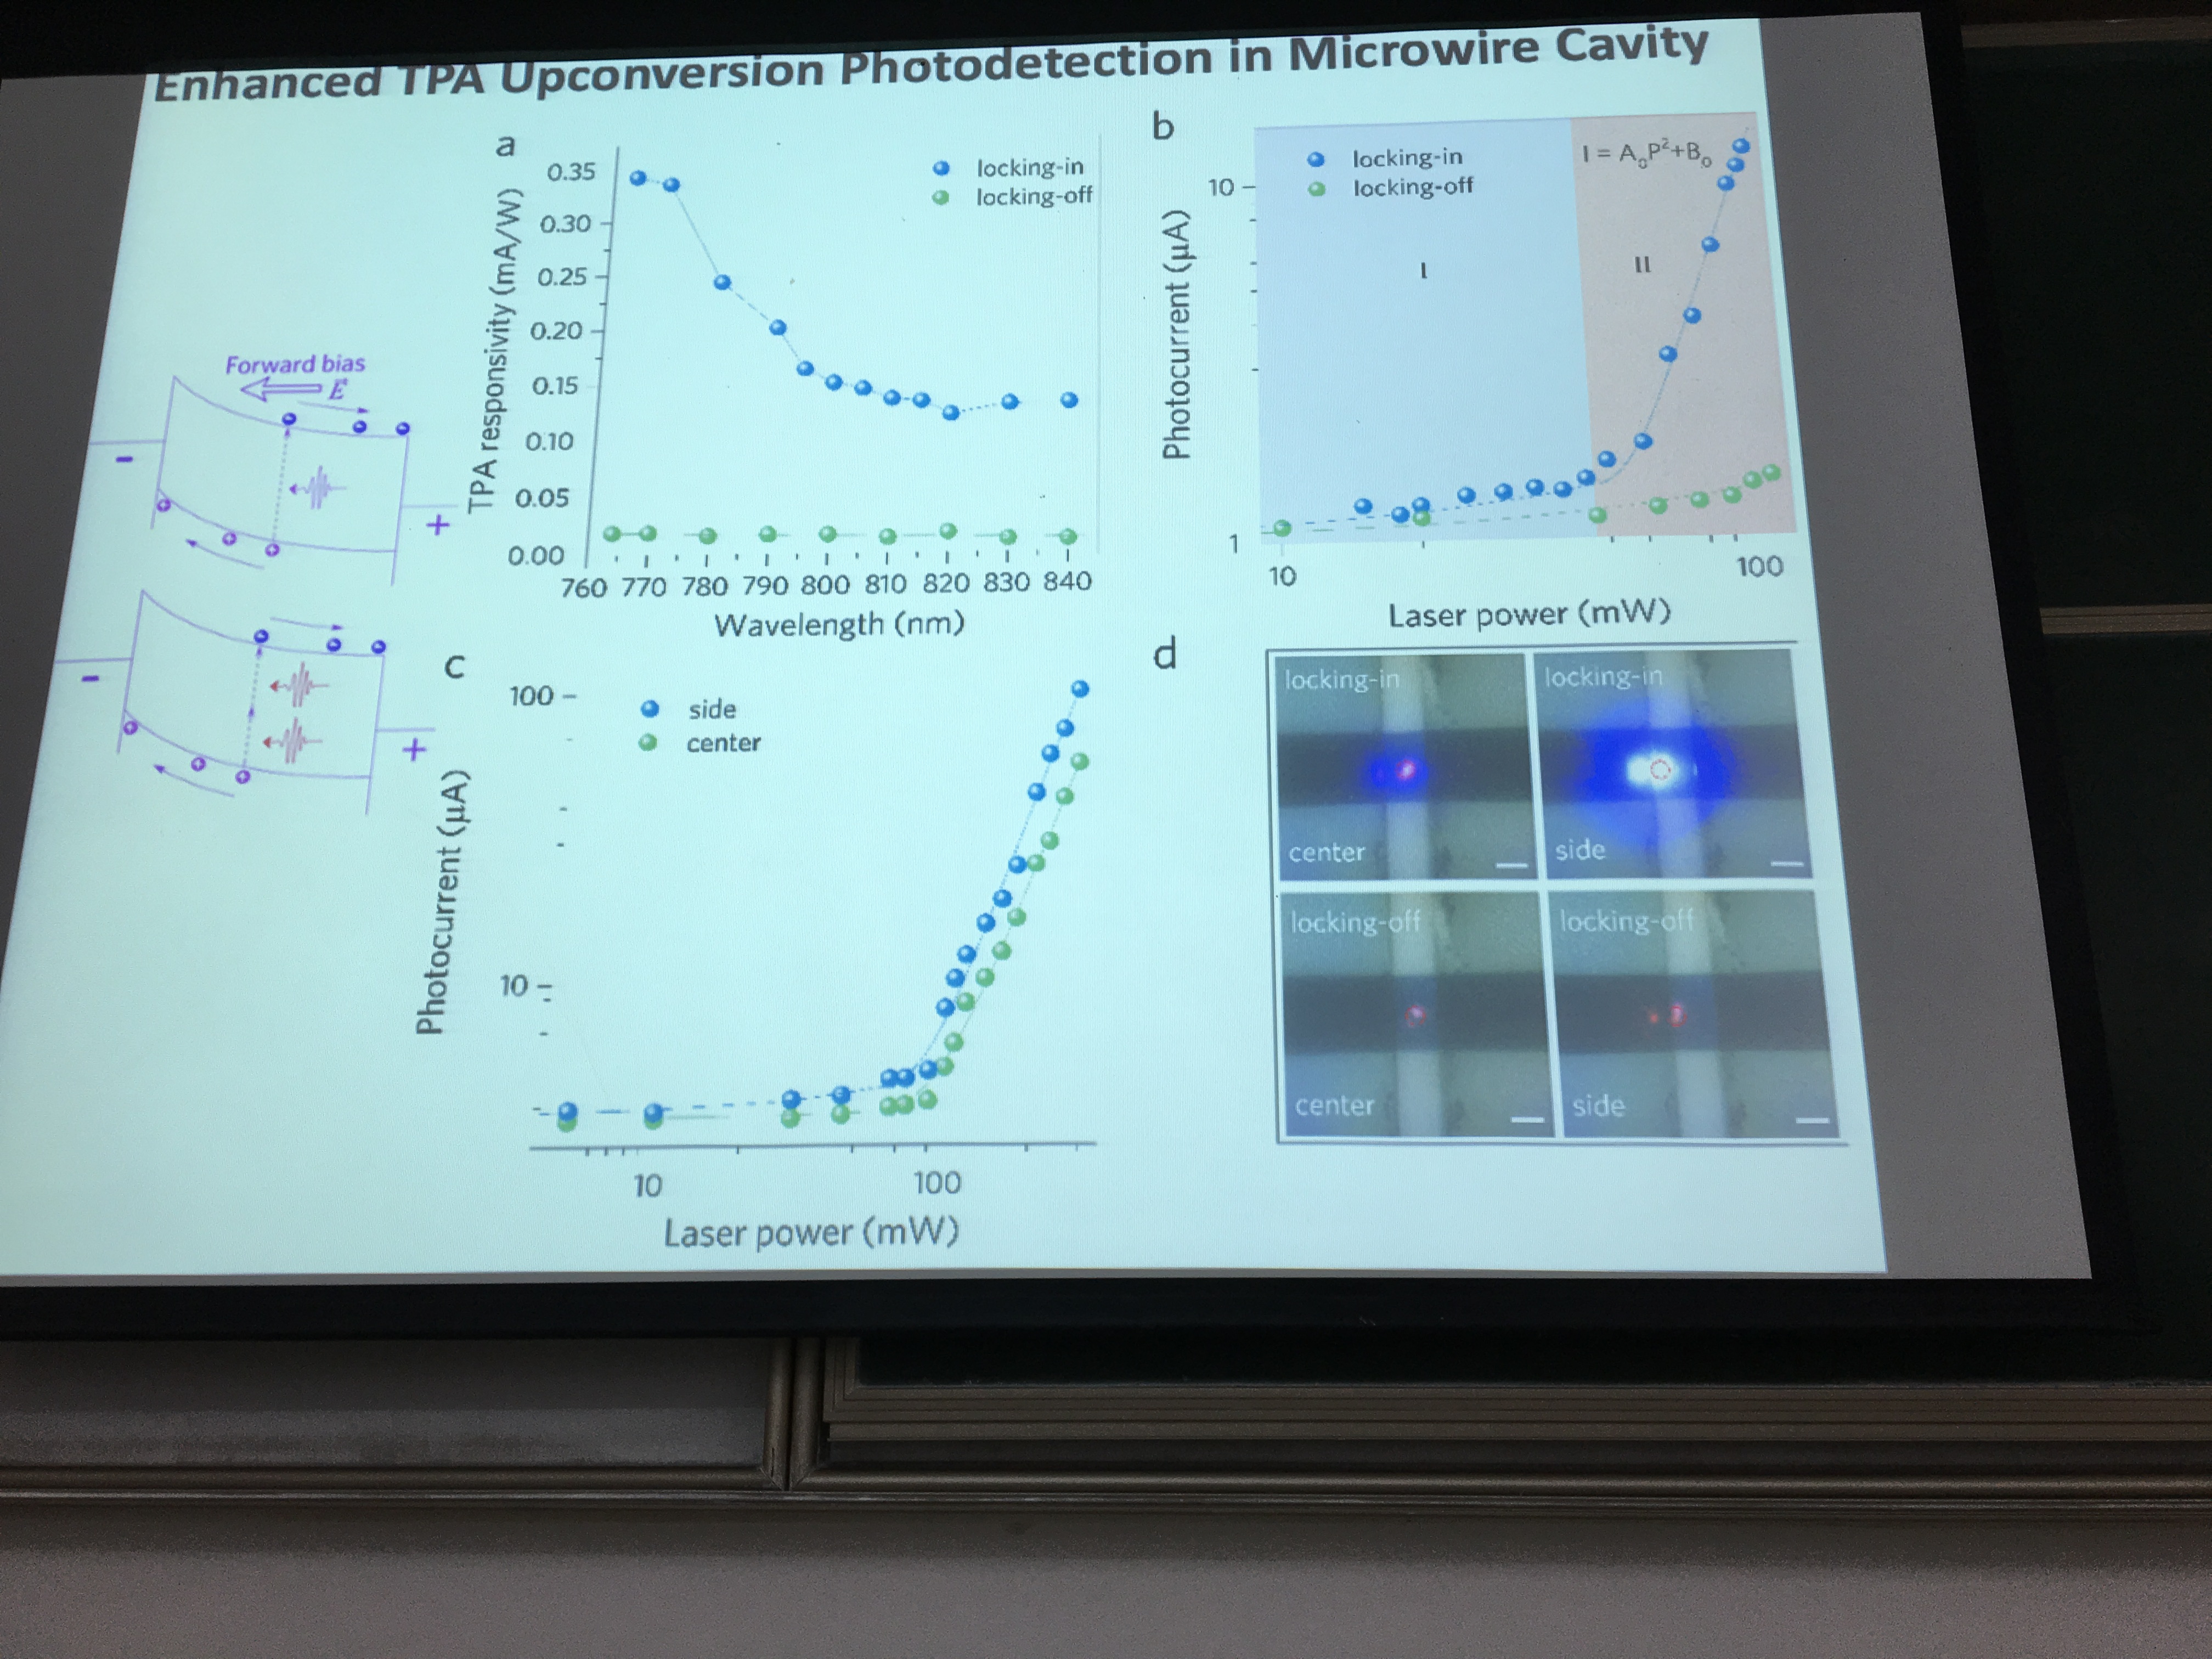 Enhanced TPA Upconversion Photodetection in Microwire Cavity
Forward bias
E
-
+
-
+
a
TPA responsivity (mA/W)
0.35
0.30
0.25
0.20
0.15
0.10
0.05
0.00
locking-in
locking-off
760 770 780 790 800 810 820 830 840
Wavelength (nm)
b
Photocurrent (μA)
10
1
locking-in
locking-off
I = A₀P²+B₀
I
II
10 100
Laser power (mW)
c
Photocurrent (μA)
100
10
side
center
10 100
Laser power (mW)
d
locking-in
center
locking-in
side
locking-off
center
locking-off
side